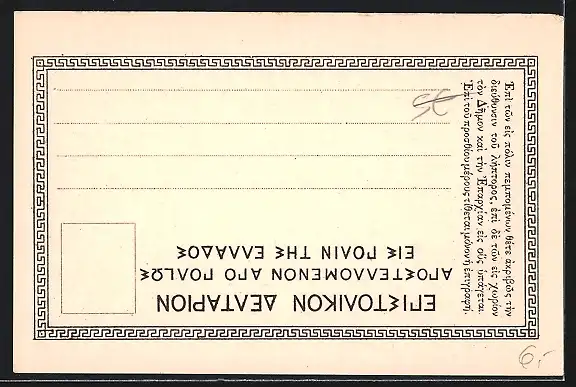 ΕΠΙΣΤΟΛΙΚΟΝ ΔΕΛΤΑΡΙΟΝ
ΑΠΟΣΤΕΛΛΟΜΕΝΟΝ ΑΠΟ ΠΟΛΕΩΣ
ΕΙΣ ΠΟΛΙΝ ΤΗΣ ΕΛΛΑΔΟΣ
Ἐπὶ τῶν εἰς πόλιν πεμπομένων θέτε ἀκριβῶς τὴν
διεύθυνσιν τοῦ λήπτορος, ἐπὶ δὲ τῶν εἰς χωρίον
τὸν Δῆμον καὶ τὴν Ἐπαρχίαν εἰς οὓς ὑπάγεται.
Ἐπὶ τοῦ προσθίου μέρους τίθεται μόνον ἡ ἐπιγραφή.
6,-